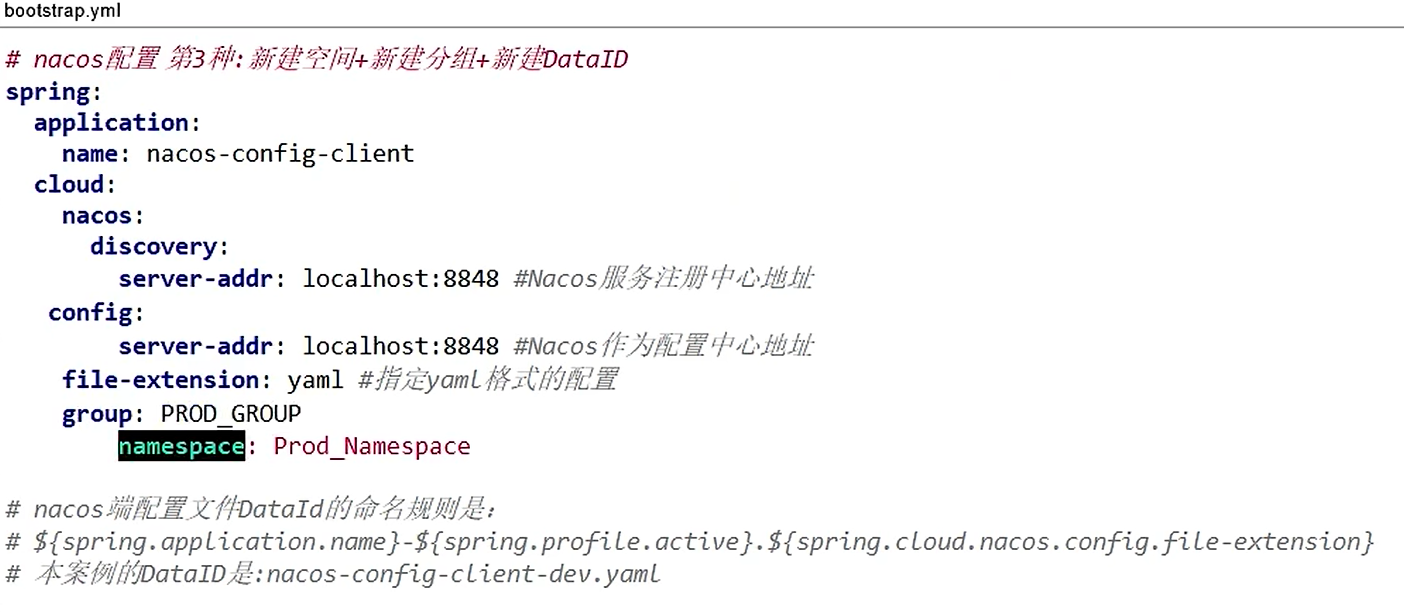 bootstrap.yml
# nacos配置 第3种:新建空间+新建分组+新建DataID
spring:
  application:
    name: nacos-config-client
  cloud:
    nacos:
      discovery:
        server-addr: localhost:8848 #Nacos服务注册中心地址
   config:
        server-addr: localhost:8848 #Nacos作为配置中心地址
    file-extension: yaml #指定yaml格式的配置
    group: PROD_GROUP
        namespace: Prod_Namespace
# nacos端配置文件DataId的命名规则是:
# ${spring.application.name}-${spring.profile.active}.${spring.cloud.nacos.config.file-extension}
# 本案例的DataID是:nacos-config-client-dev.yaml